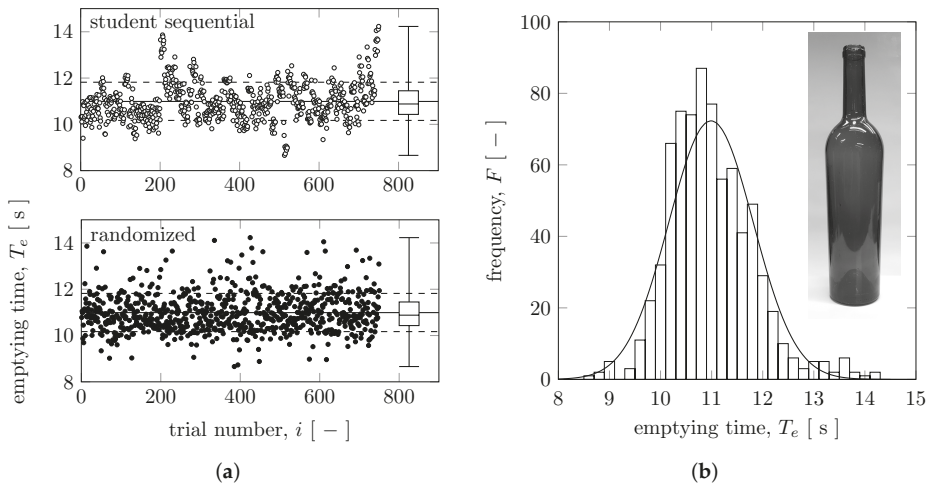 student sequential
14
12
10
8
0 200 400 600 800
randomized
14
12
10
8
0 200 400 600 800
emptying time, T_e [ s ]
trial number, i [ − ]
(a)
100
80
60
40
20
0
frequency, F [ − ]
8 9 10 11 12 13 14 15
emptying time, T_e [ s ]
(b)